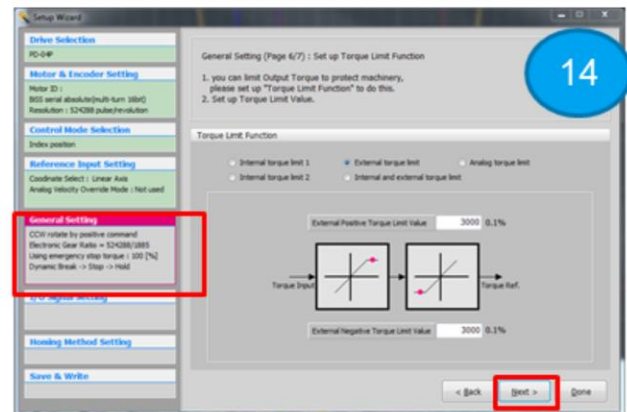 Setup Wizard
Drive Selection
PD-04P
Motor & Encoder Setting
Motor ID :
BiSS serial absolute(multi-turn 16bit)
Resolution : 524288 pulse/revolution
Control Mode Selection
Index position
Reference Input Setting
Coodinate Select : Linear Axis
Analog Velocity Override Mode : Not used
General Setting
CCW rotate by positive command
Electronic Gear Ratio = 524288/1885
Using emergency stop torque : 100 [%]
Dynamic Break -> Stop -> Hold
I/O Signal Setting
Homing Method Setting
Save & Write
General Setting (Page 6/7) : Set up Torque Limit Function
1. you can limit Output Torque to protect machinery,
please set up "Torque Limit Function" to do this.
2. Set up Torque Limit Value.
14
Torque Limit Function
Internal torque limit 1
External torque limit
Analog torque limit
Internal torque limit 2
Internal and external torque limit
External Positive Torque Limit Value 3000 0.1%
Torque Input
Torque Ref.
External Negative Torque Limit Value 3000 0.1%
< Back
Next >
Done